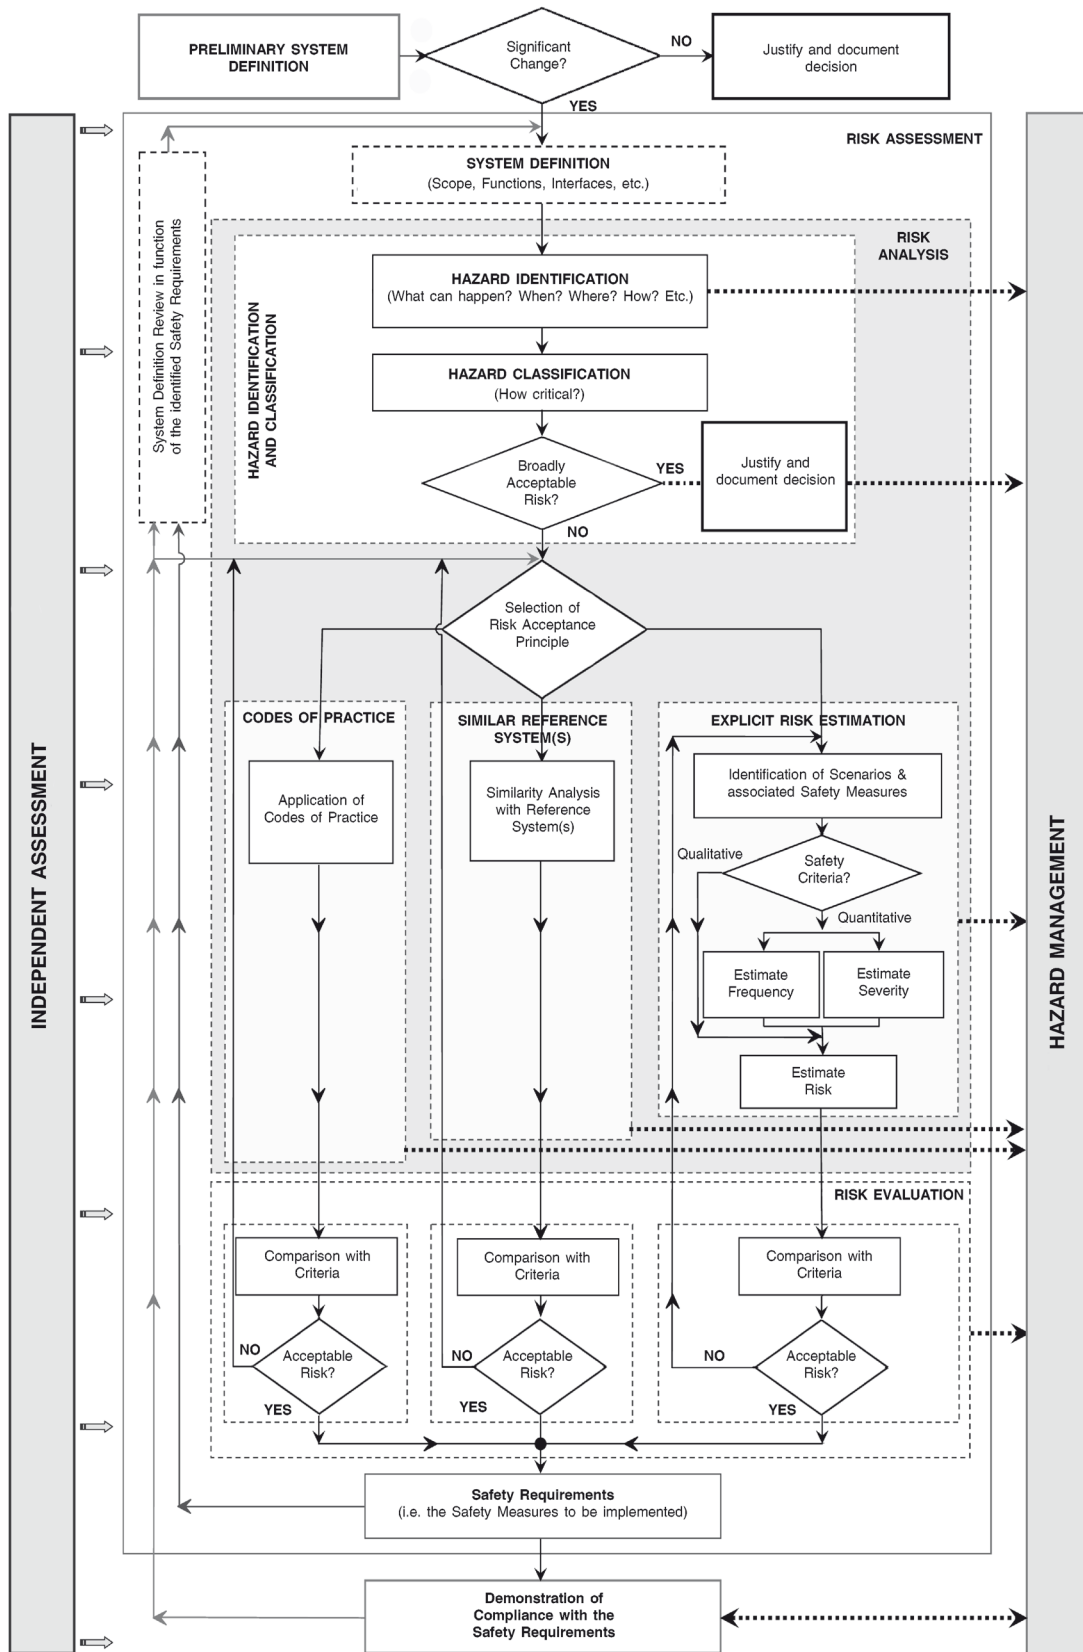 PRELIMINARY SYSTEM
DEFINITION
Significant
Change?
NO
Justify and document
decision
YES
RISK ASSESSMENT
SYSTEM DEFINITION
(Scope, Functions, Interfaces, etc.)
System Definition Review in function
of the identified Safety Requirements
RISK
ANALYSIS
HAZARD IDENTIFICATION
AND CLASSIFICATION
HAZARD IDENTIFICATION
(What can happen? When? Where? How? Etc.)
HAZARD CLASSIFICATION
(How critical?)
Broadly
Acceptable
Risk?
YES
Justify and
document decision
NO
Selection of
Risk Acceptance
Principle
CODES OF PRACTICE
Application of
Codes of Practice
SIMILAR REFERENCE
SYSTEM(S)
Similarity Analysis
with Reference
System(s)
EXPLICIT RISK ESTIMATION
Identification of Scenarios &
associated Safety Measures
Qualitative
Safety
Criteria?
Quantitative
Estimate
Frequency
Estimate
Severity
Estimate
Risk
INDEPENDENT ASSESSMENT
HAZARD MANAGEMENT
RISK EVALUATION
Comparison with
Criteria
NO
Acceptable
Risk?
YES
Comparison with
Criteria
NO
Acceptable
Risk?
YES
Comparison with
Criteria
NO
Acceptable
Risk?
YES
Safety Requirements
(i.e. the Safety Measures to be implemented)
Demonstration of
Compliance with the
Safety Requirements